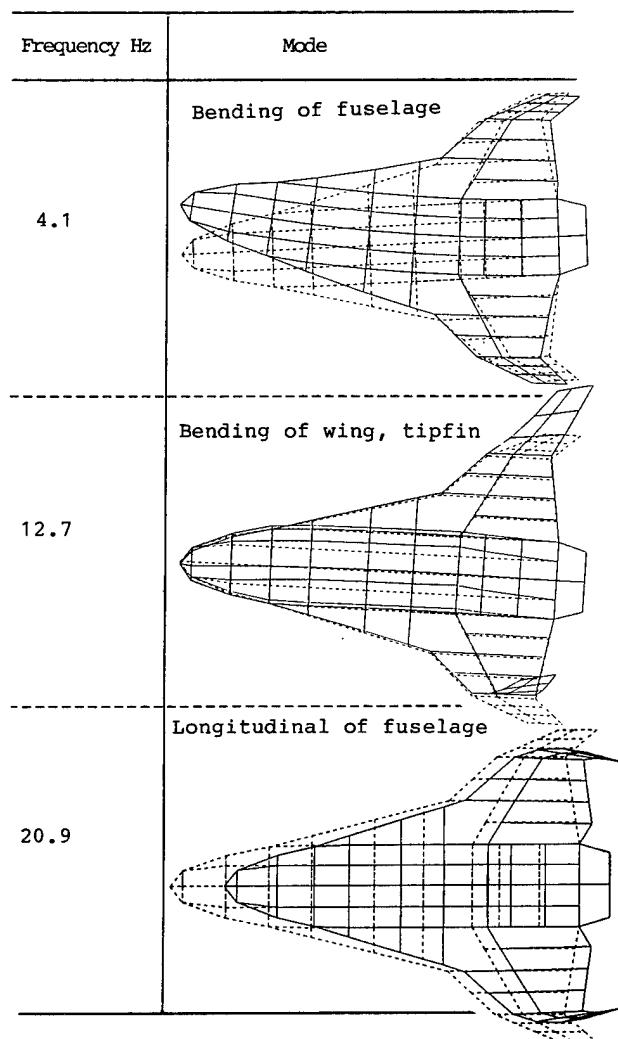 Frequency Hz Mode
Bending of fuselage
4.1
Bending of wing, tipfin
12.7
Longitudinal of fuselage
20.9